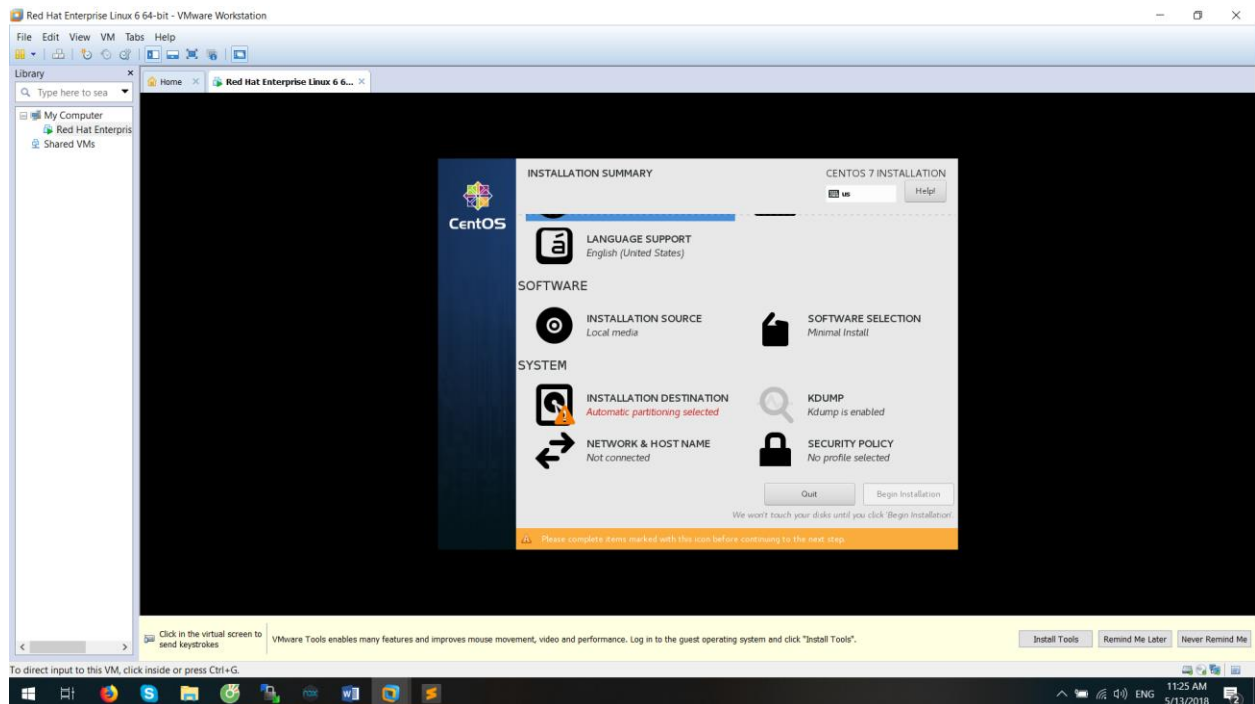 Red Hat Enterprise Linux 6 64-bit - VMware Workstation
File Edit View VM Tabs Help
Library
Type here to sea
My Computer
Red Hat Enterpris
Shared VMs
Home
Red Hat Enterprise Linux 6 6...
CentOS
INSTALLATION SUMMARY
CENTOS 7 INSTALLATION
us
Help!
LANGUAGE SUPPORT
English (United States)
SOFTWARE
INSTALLATION SOURCE
Local media
SOFTWARE SELECTION
Minimal Install
SYSTEM
INSTALLATION DESTINATION
Automatic partitioning selected
KDUMP
Kdump is enabled
NETWORK & HOST NAME
Not connected
SECURITY POLICY
No profile selected
Quit
Begin Installation
We won't touch your disks until you click 'Begin Installation'.
Please complete items marked with this icon before continuing to the next step.
Click in the virtual screen to
send keystrokes
VMware Tools enables many features and improves mouse movement, video and performance. Log in to the guest operating system and click "Install Tools".
Install Tools
Remind Me Later
Never Remind Me
To direct input to this VM, click inside or press Ctrl+G.
ENG
11:25 AM
5/13/2018